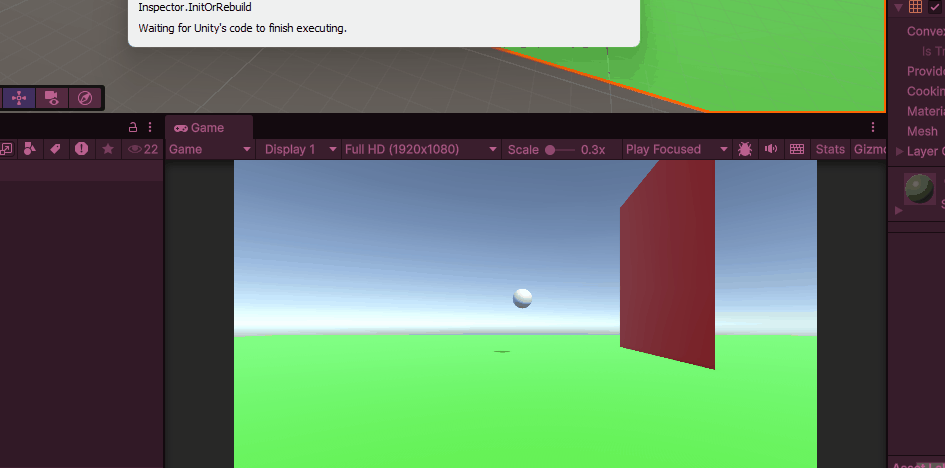 Inspector.InitOrRebuild
Waiting for Unity's code to finish executing.
Convex
Is Tr
Provide
Cooking
Materia
Mesh
Layer O
22
Game
Game
Display 1
Full HD (1920x1080)
Scale
0.3x
Play Focused
Stats
Gizmo
S